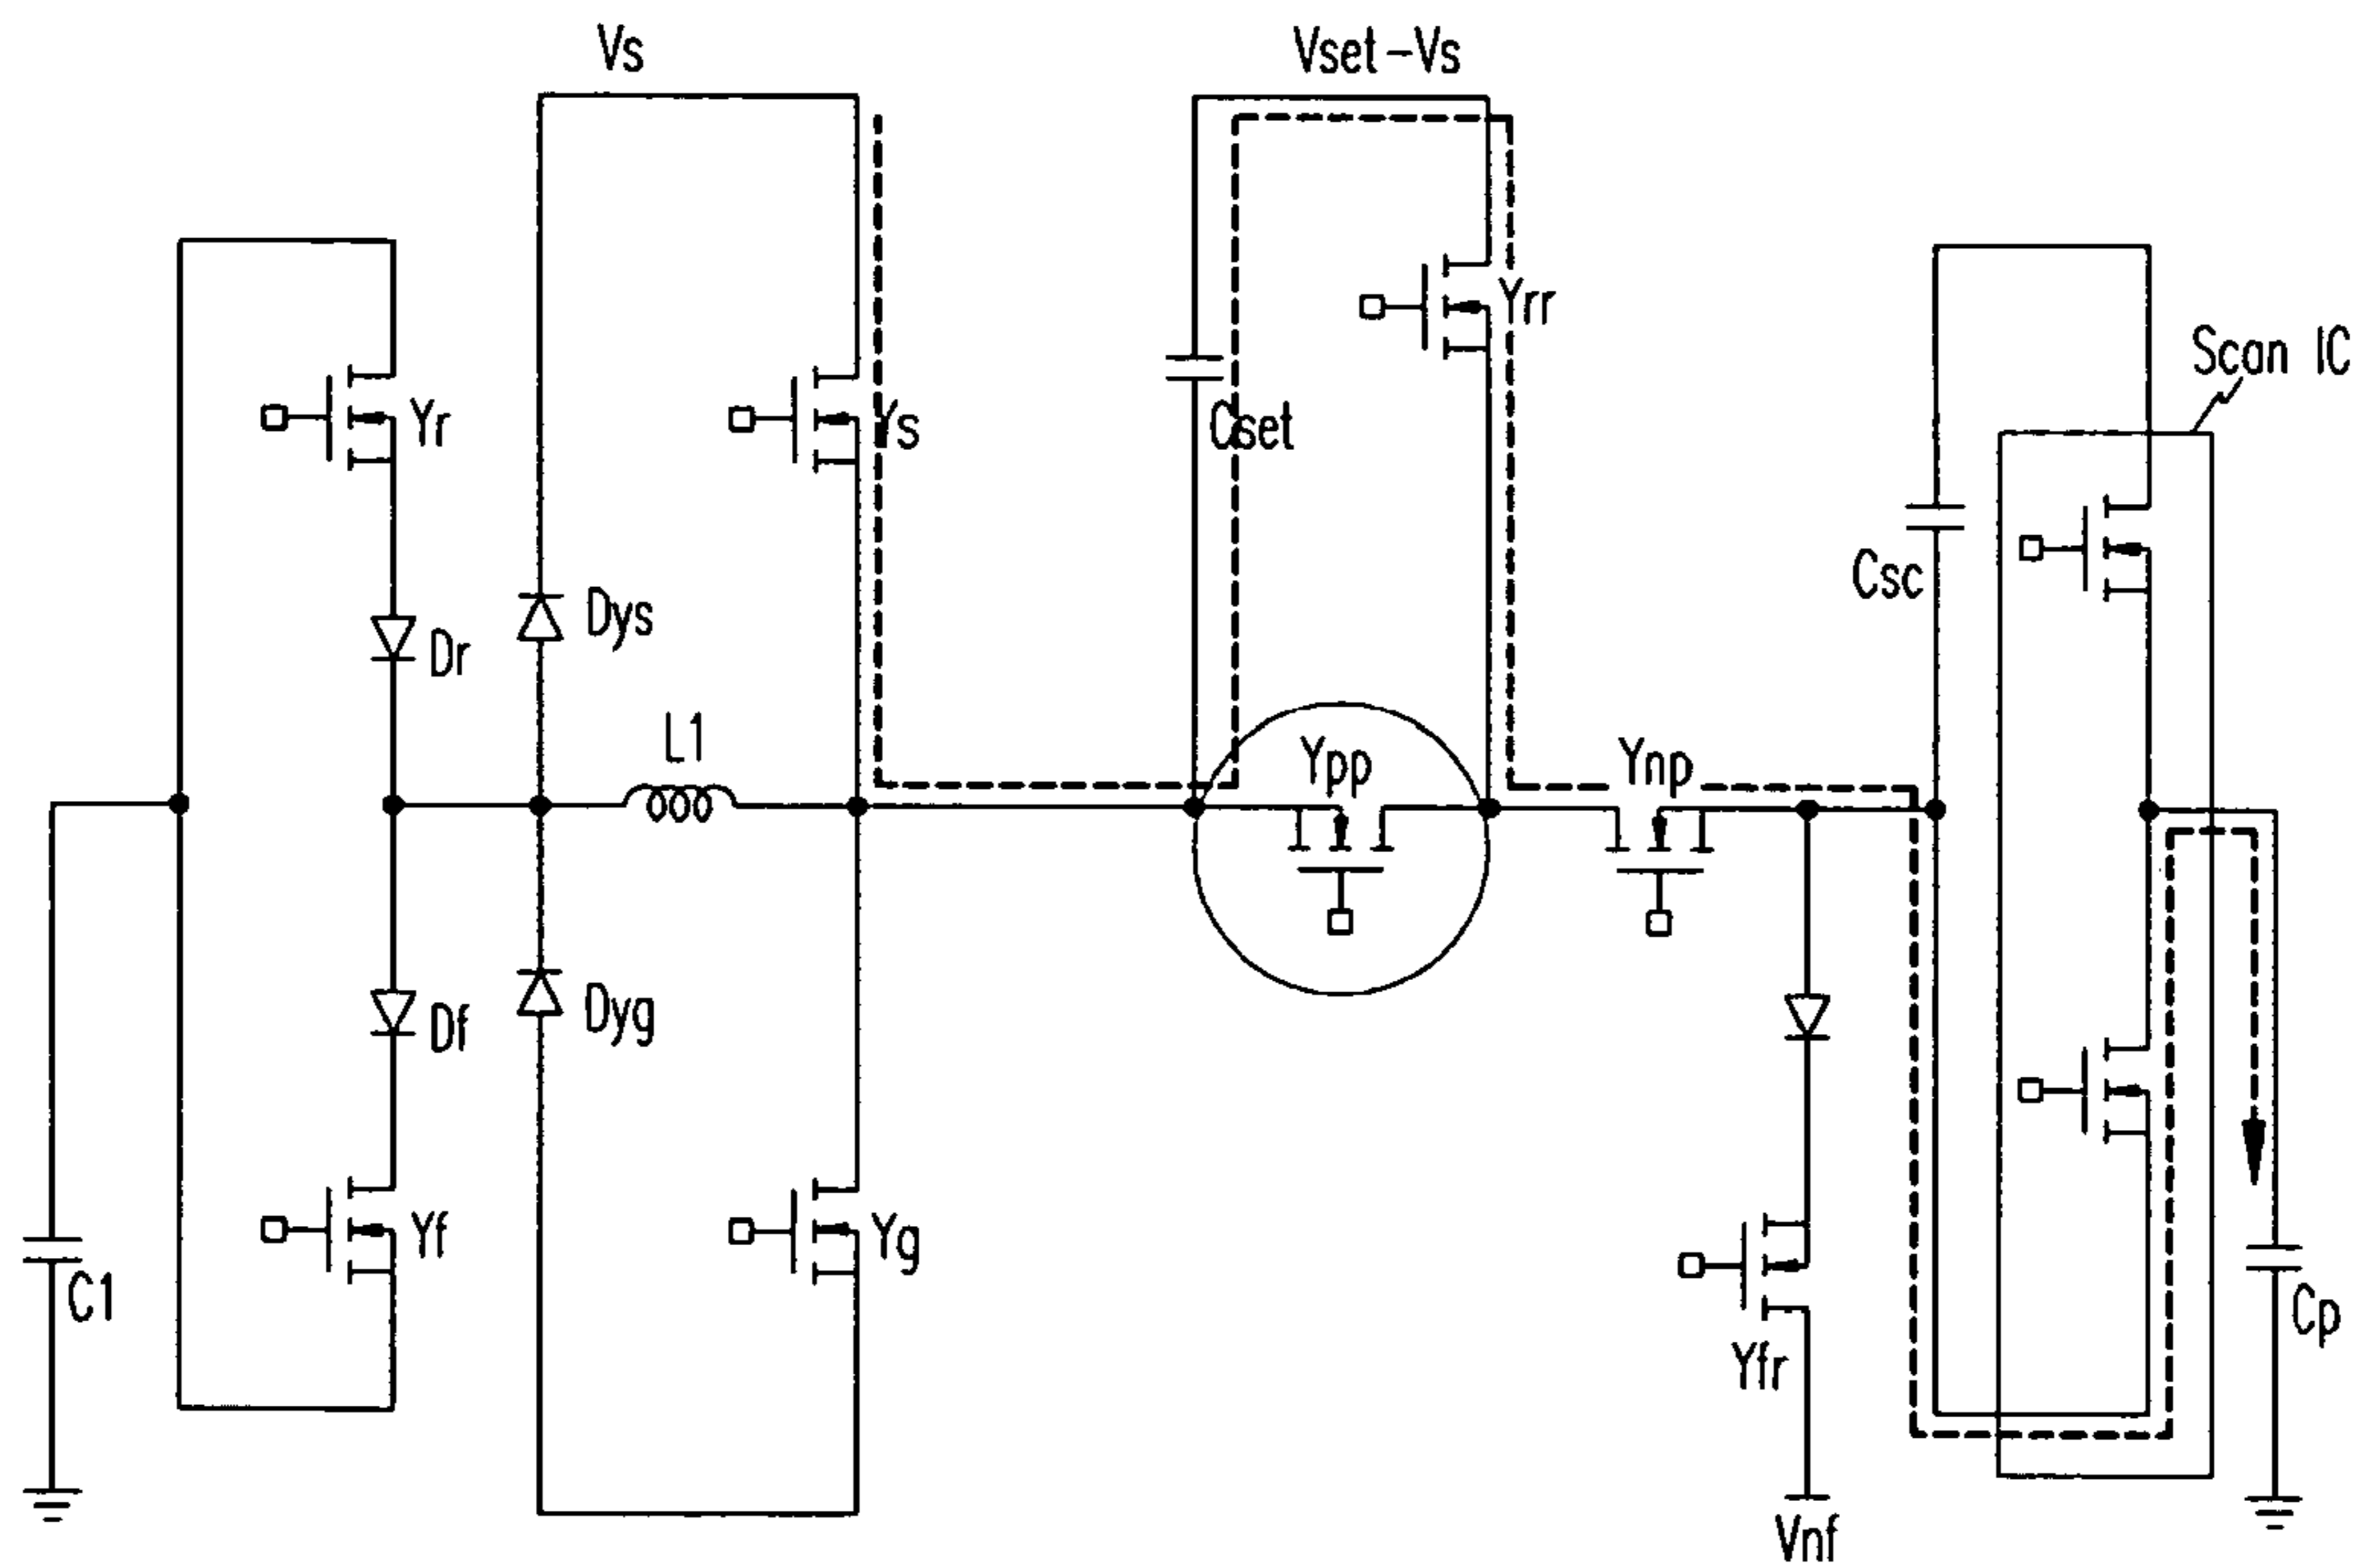 Vs
Vset-Vs
Yrr
Scan IC
Yr
Ys
Cset
Csc
Dys
Dr
L1
Ypp
Ynp
Dyg
Df
Yf
Yg
C1
Cp
Yfr
Vnf